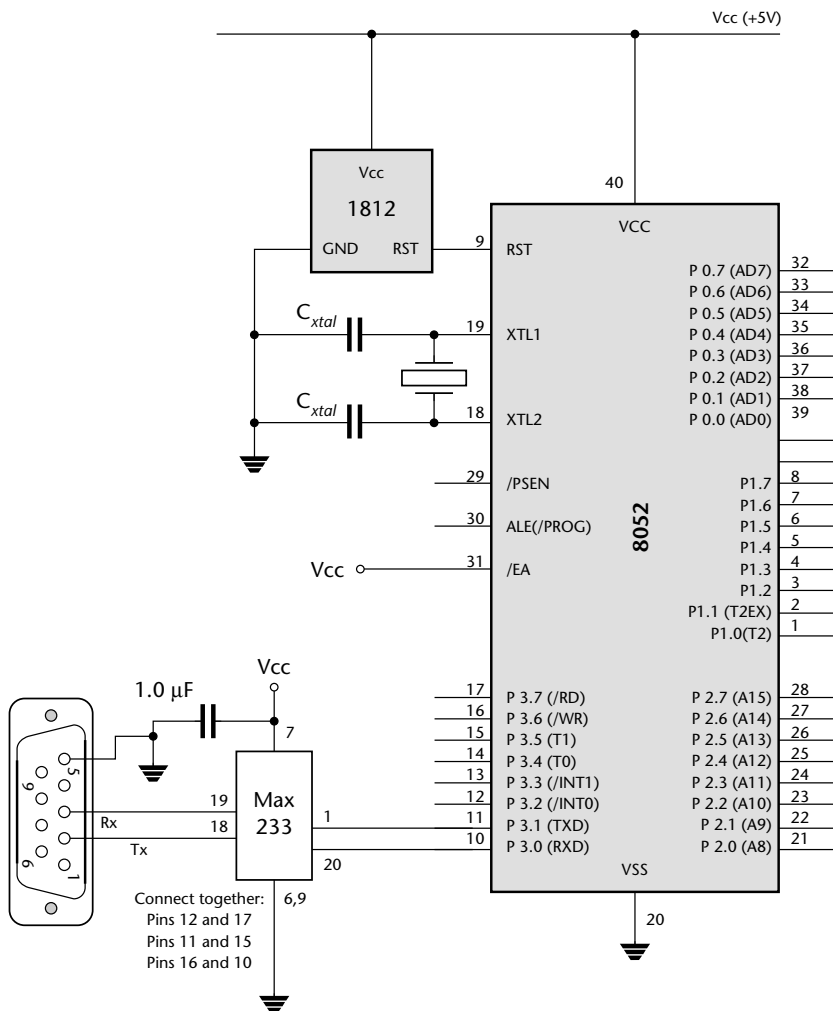 Vcc (+5V)
Vcc
1812
GND RST
40
VCC
9 RST
C_xtal
19 XTL1
C_xtal
18 XTL2
29 /PSEN
30 ALE(/PROG)
Vcc 31 /EA
8052
P 0.7 (AD7) 32
P 0.6 (AD6) 33
P 0.5 (AD5) 34
P 0.4 (AD4) 35
P 0.3 (AD3) 36
P 0.2 (AD2) 37
P 0.1 (AD1) 38
P 0.0 (AD0) 39
P1.7 8
P1.6 7
P1.5 6
P1.4 5
P1.3 4
P1.2 3
P1.1 (T2EX) 2
P1.0(T2) 1
17 P 3.7 (/RD)
16 P 3.6 (/WR)
15 P 3.5 (T1)
14 P 3.4 (T0)
13 P 3.3 (/INT1)
12 P 3.2 (/INT0)
11 P 3.1 (TXD)
10 P 3.0 (RXD)
P 2.7 (A15) 28
P 2.6 (A14) 27
P 2.5 (A13) 26
P 2.4 (A12) 25
P 2.3 (A11) 24
P 2.2 (A10) 23
P 2.1 (A9) 22
P 2.0 (A8) 21
VSS
20
Vcc
1.0 µF
7
5
9
6
1
Rx
Tx
19
18
Max
233
1
20
6,9
Connect together:
Pins 12 and 17
Pins 11 and 15
Pins 16 and 10